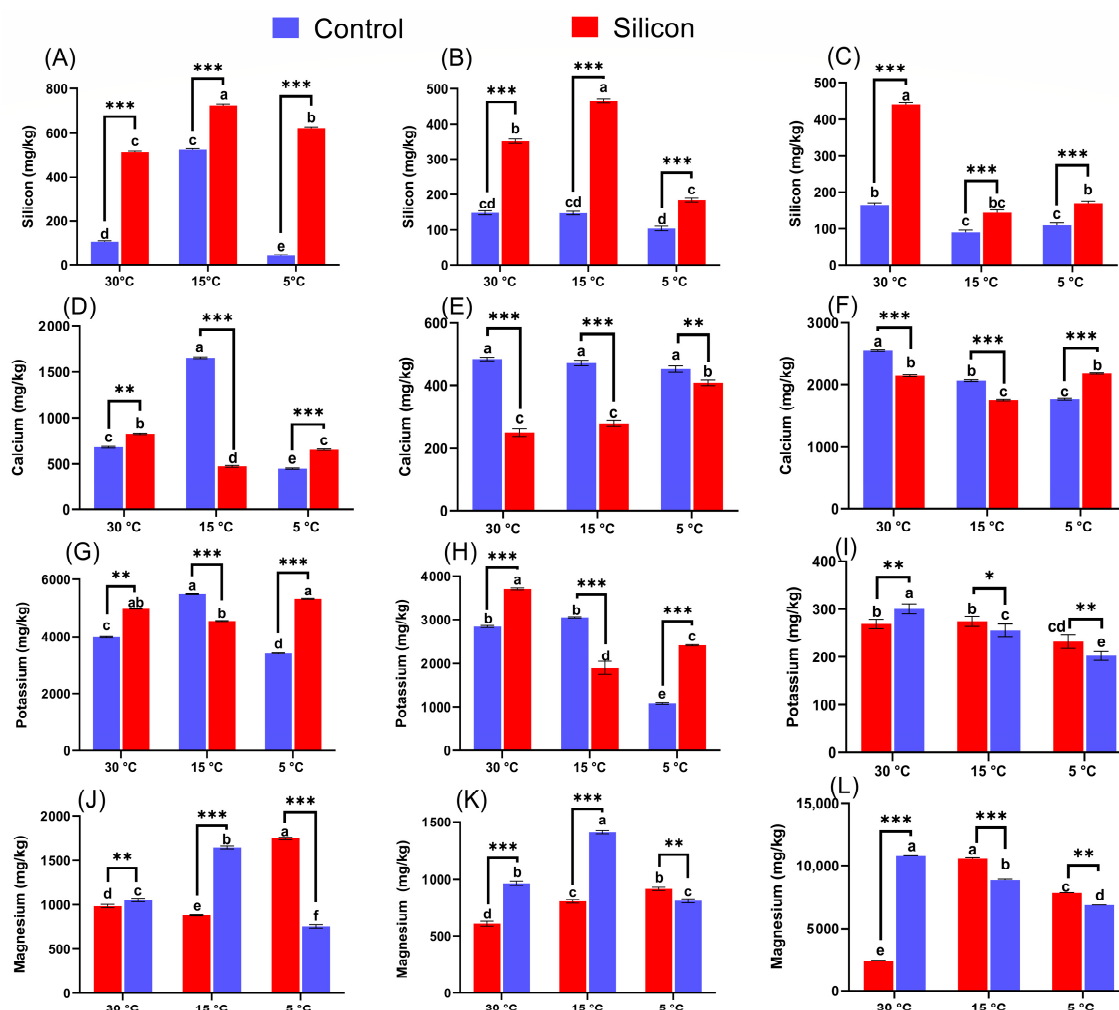 Control Silicon
(A)
Silicon (mg/kg)
800
600
400
200
0
*** *** ***
d c c a e b
30°C 15 °C 5 °C
(B)
Silicon (mg/kg)
500
400
300
200
100
0
*** *** ***
cd b cd a d c
30 °C 15 °C 5 °C
(C)
Silicon (mg/kg)
500
400
300
200
100
0
*** *** ***
b a c bc c b
30 °C 15 °C 5 °C
(D)
Calcium (mg/kg)
2000
1500
1000
500
0
** *** ***
c b a d e c
30 °C 15 °C 5 °C
(E)
Calcium (mg/kg)
600
400
200
0
*** *** **
a c a c a b
30 °C 15 °C 5 °C
(F)
Calcium (mg/kg)
3000
2000
1000
0
*** *** ***
a b b c c b
30 °C 15 °C 5 °C
(G)
Potassium (mg/kg)
6000
4000
2000
0
** *** ***
c ab a b d a
30 °C 15 °C 5 °C
(H)
Potassium (mg/kg)
4000
3000
2000
1000
0
*** *** ***
b a b d e c
30 °C 15 °C 5 °C
(I)
Potassium (mg/kg)
400
300
200
100
0
** * **
b a b c cd e
30 °C 15 °C 5 °C
(J)
Magnesium (mg/kg)
2000
1500
1000
500
0
** *** ***
d c e b a f
30 °C 15 °C 5 °C
(K)
Magnesium (mg/kg)
1500
1000
500
0
*** *** **
d b c a b c
30 °C 15 °C 5 °C
(L)
Magnesium (mg/kg)
15,000
10,000
5 000
0
*** *** **
e a a b c d
30 °C 15 °C 5 °C